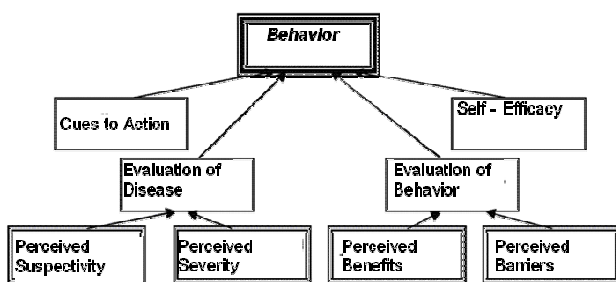 Behavior
Cues to Action
Self - Efficacy
Evaluation of
Disease
Evaluation of
Behavior
Perceived
Suspectivity
Perceived
Severity
Perceived
Benefits
Perceived
Barriers